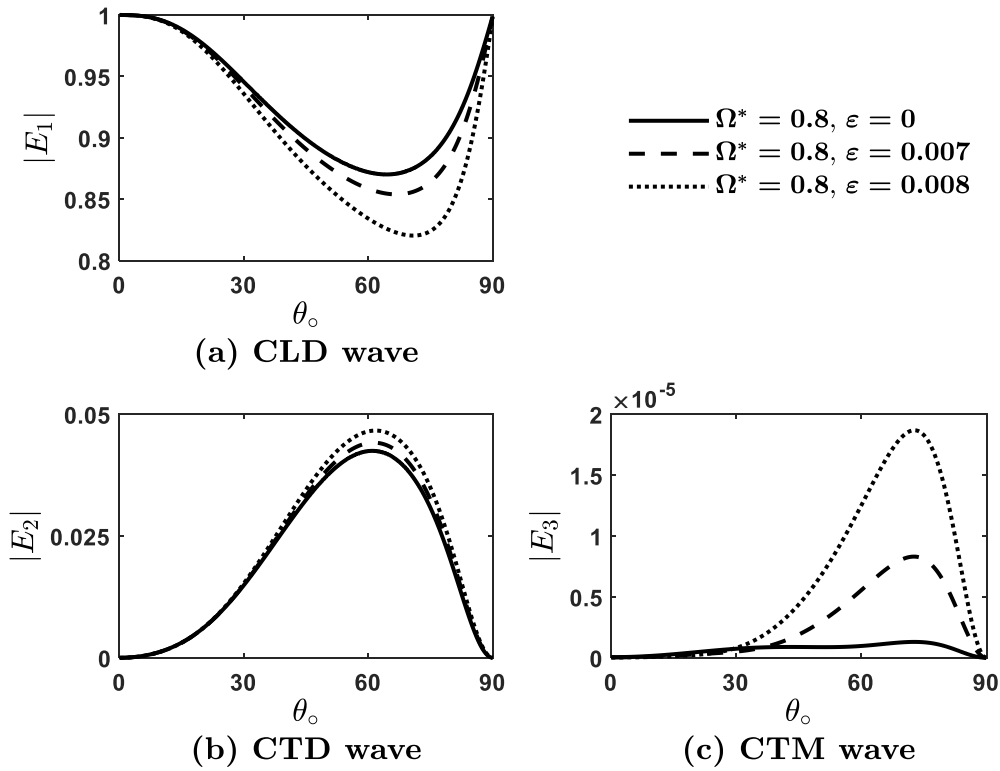 1
0.95
0.9
0.85
0.8
|E₁|
0 30 60 90
θ∘
(a) CLD wave
Ω* = 0.8, ε = 0
Ω* = 0.8, ε = 0.007
Ω* = 0.8, ε = 0.008
0.05
0.025
0
|E₂|
0 30 60 90
θ∘
(b) CTD wave
×10⁻⁵
2
1.5
1
0.5
0
|E₃|
0 30 60 90
θ∘
(c) CTM wave